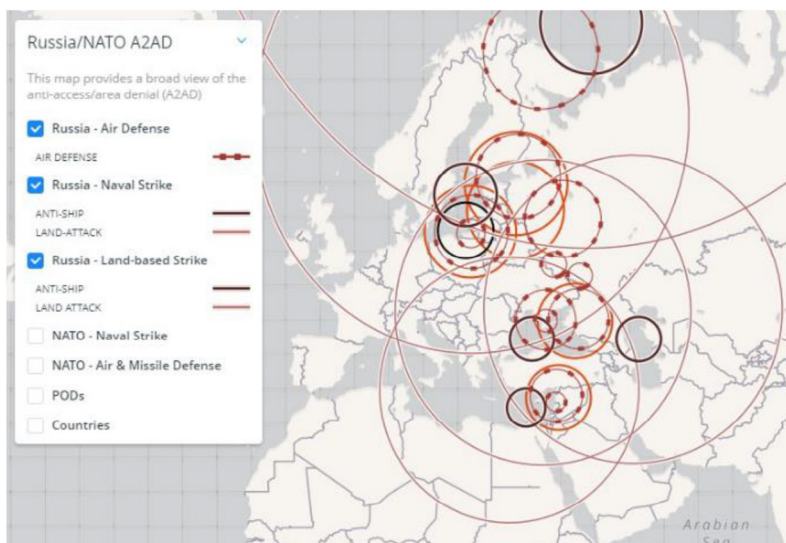 Russia/NATO A2AD
This map provides a broad view of the
anti-access/area denial (A2AD)
Russia - Air Defense
AIR DEFENSE
Russia - Naval Strike
ANTI-SHIP
LAND-ATTACK
Russia - Land-based Strike
ANTI-SHIP
LAND ATTACK
NATO - Naval Strike
NATO - Air & Missile Defense
PODs
Countries
Arabian
Sea